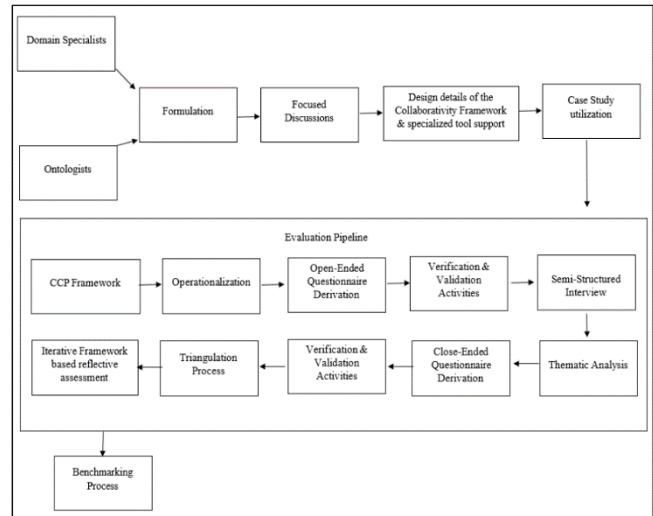 Domain Specialists
Ontologists
Formulation
Focused
Discussions
Design details of the
Collaborativity Framework
& specialized tool support
Case Study
utilization
Evaluation Pipeline
CCP Framework
Operationalization
Open-Ended
Questionnaire
Derivation
Verification &
Validation
Activities
Semi-Structured
Interview
Thematic Analysis
Close-Ended
Questionnaire
Derivation
Verification &
Validation
Activities
Triangulation
Process
Iterative Framework
based reflective
assessment
Benchmarking
Process